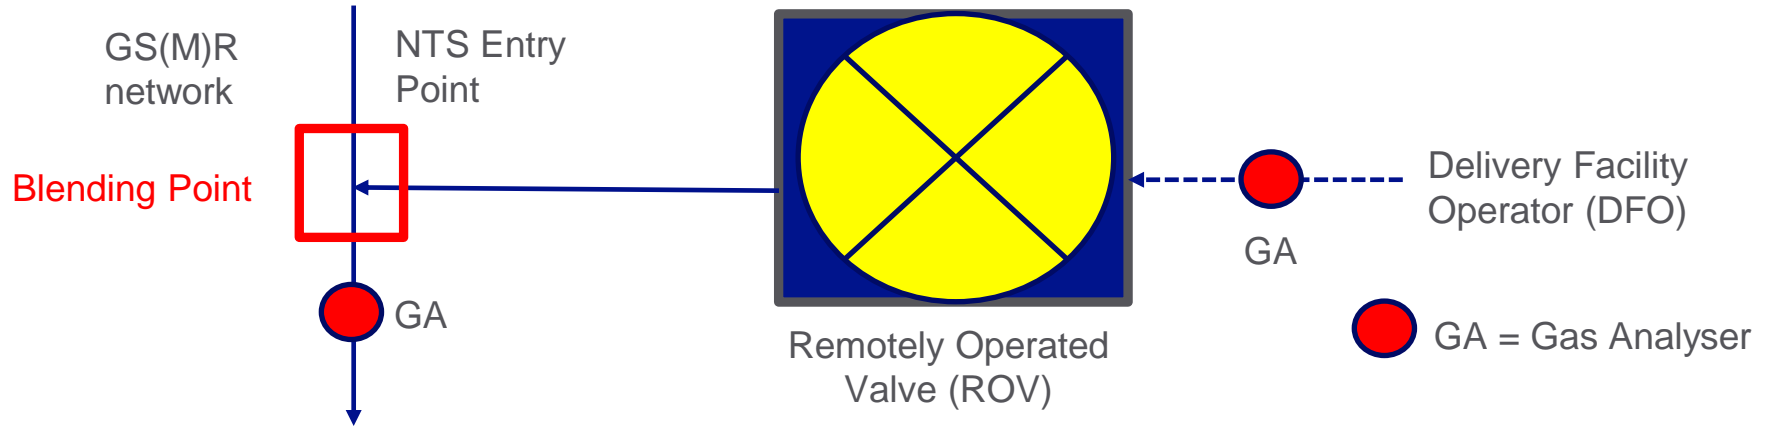 GS(M)R
network
NTS Entry
Point
Blending Point
GA
Remotely Operated
Valve (ROV)
GA
Delivery Facility
Operator (DFO)
GA = Gas Analyser